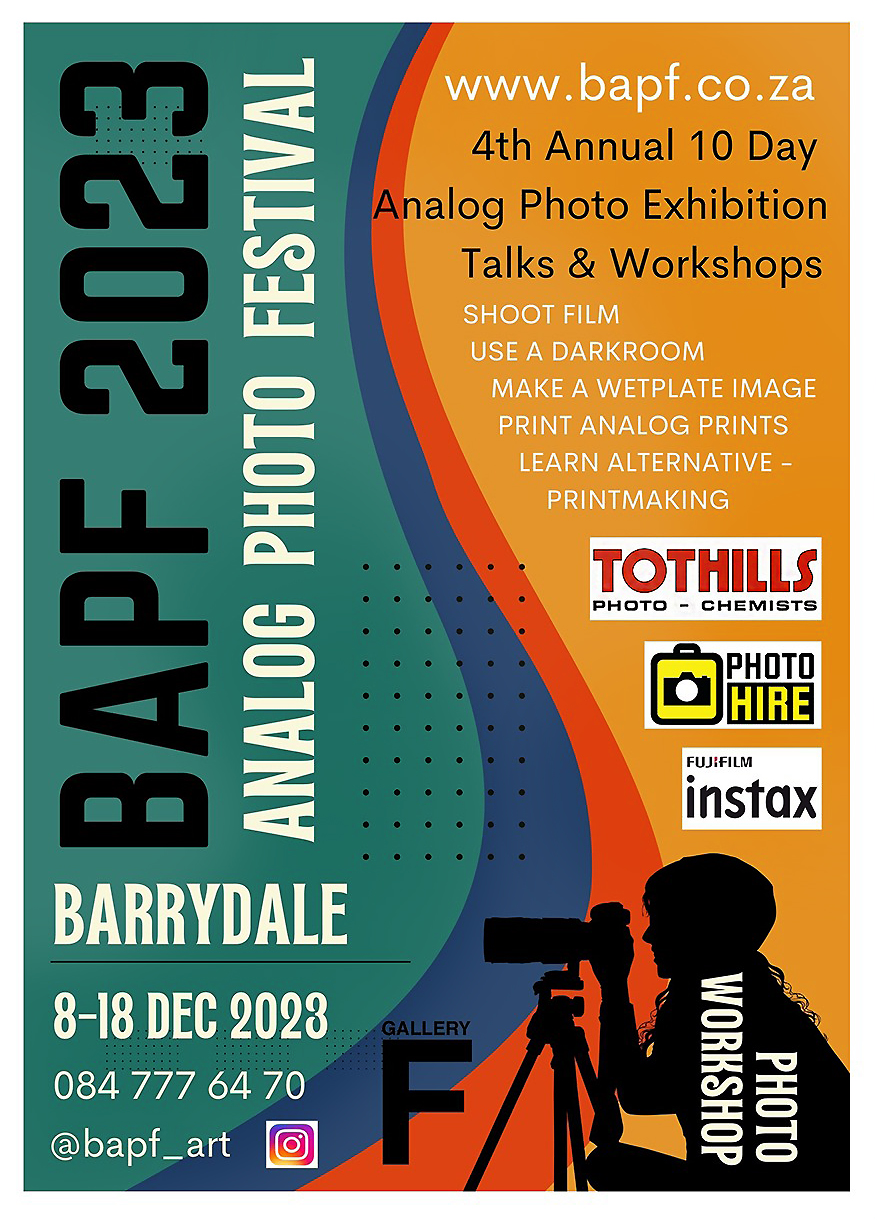 BAPF 2023
ANALOG PHOTO FESTIVAL
www.bapf.co.za
4th Annual 10 Day
Analog Photo Exhibition
Talks & Workshops
SHOOT FILM
USE A DARKROOM
MAKE A WETPLATE IMAGE
PRINT ANALOG PRINTS
LEARN ALTERNATIVE -
PRINTMAKING
TOTHILLS
PHOTO - CHEMISTS
PHOTO
HIRE
FUJIFILM
instax
BARRYDALE
8-18 DEC 2023
084 777 64 70
@bapf_art
GALLERY
F
PHOTO
WORKSHOP